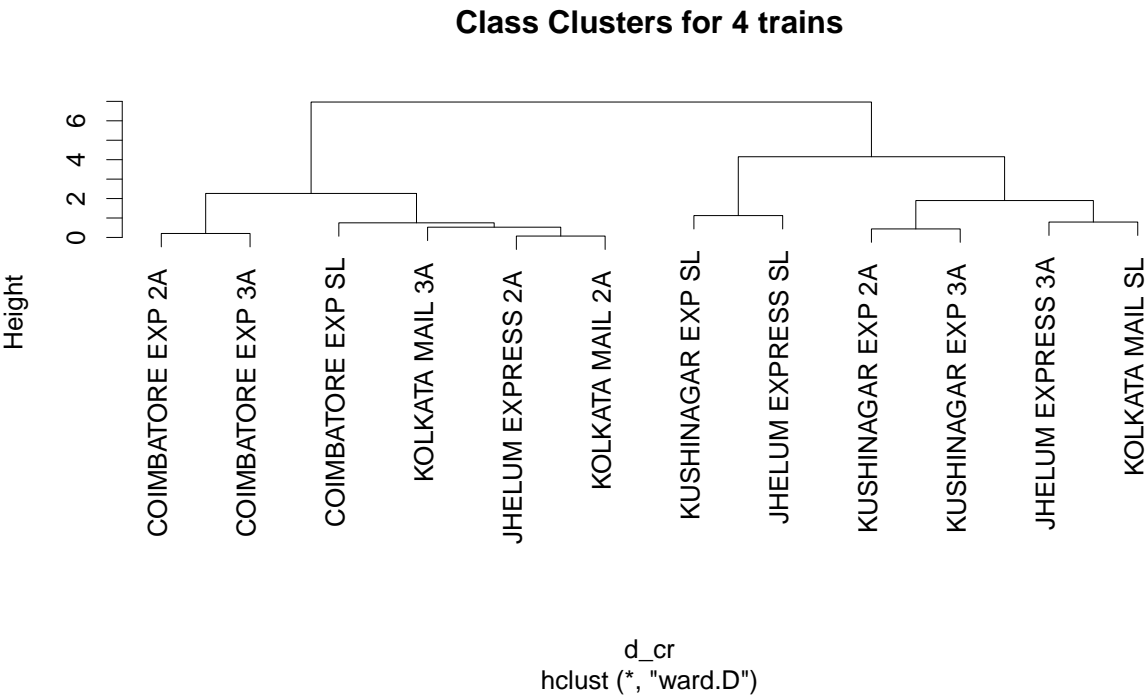 Class Clusters for 4 trains
Height
6
4
2
0
COIMBATORE EXP 2A
COIMBATORE EXP 3A
COIMBATORE EXP SL
KOLKATA MAIL 3A
JHELUM EXPRESS 2A
KOLKATA MAIL 2A
KUSHINAGAR EXP SL
JHELUM EXPRESS SL
KUSHINAGAR EXP 2A
KUSHINAGAR EXP 3A
JHELUM EXPRESS 3A
KOLKATA MAIL SL
d_cr
hclust (*, "ward.D")